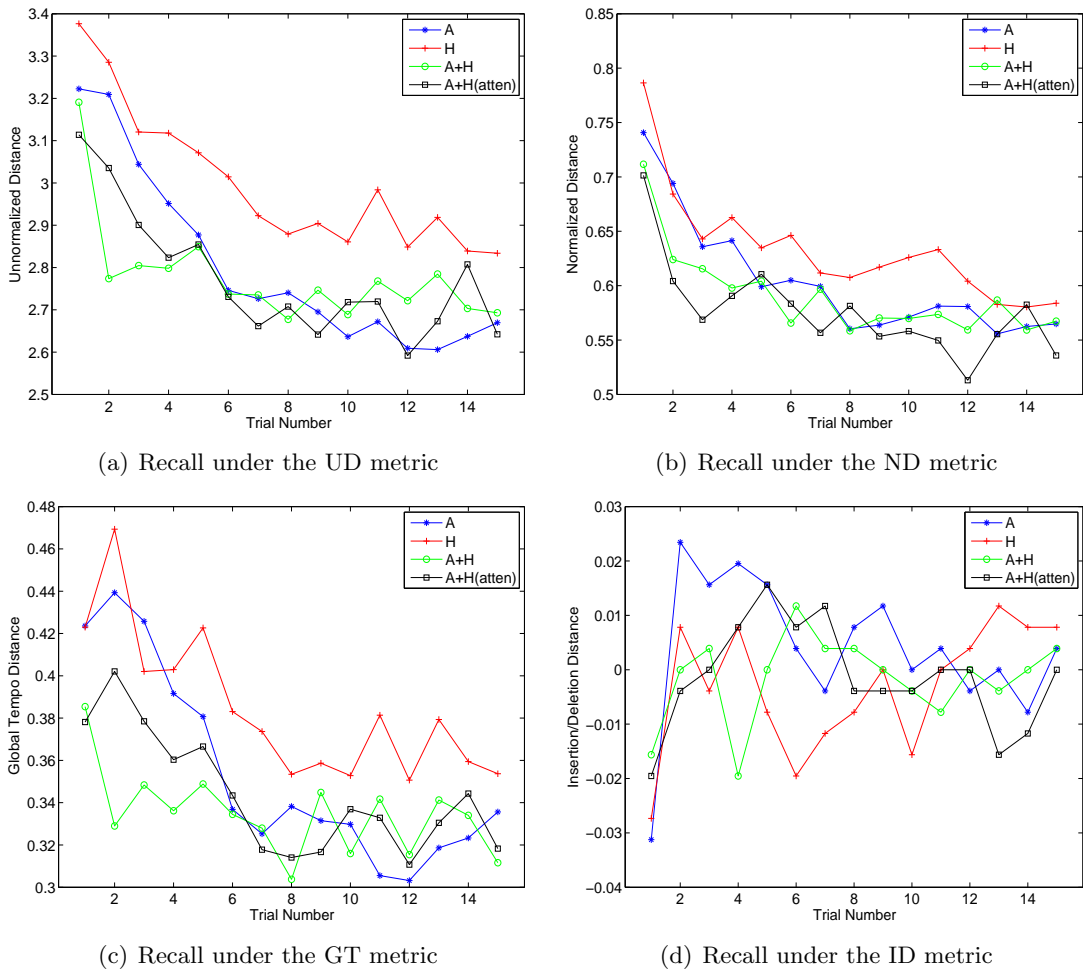 3.4
3.3
3.2
3.1
3
2.9
2.8
2.7
2.6
2.5
2 4 6 8 10 12 14
Unnormalized Distance
Trial Number
A
H
A+H
A+H(atten)
(a) Recall under the UD metric
0.85
0.8
0.75
0.7
0.65
0.6
0.55
0.5
2 4 6 8 10 12 14
Normalized Distance
Trial Number
A
H
A+H
A+H(atten)
(b) Recall under the ND metric
0.48
0.46
0.44
0.42
0.4
0.38
0.36
0.34
0.32
0.3
2 4 6 8 10 12 14
Global Tempo Distance
Trial Number
A
H
A+H
A+H(atten)
(c) Recall under the GT metric
0.03
0.02
0.01
0
−0.01
−0.02
−0.03
−0.04
2 4 6 8 10 12 14
Insertion/Deletion Distance
Trial Number
A
H
A+H
A+H(atten)
(d) Recall under the ID metric